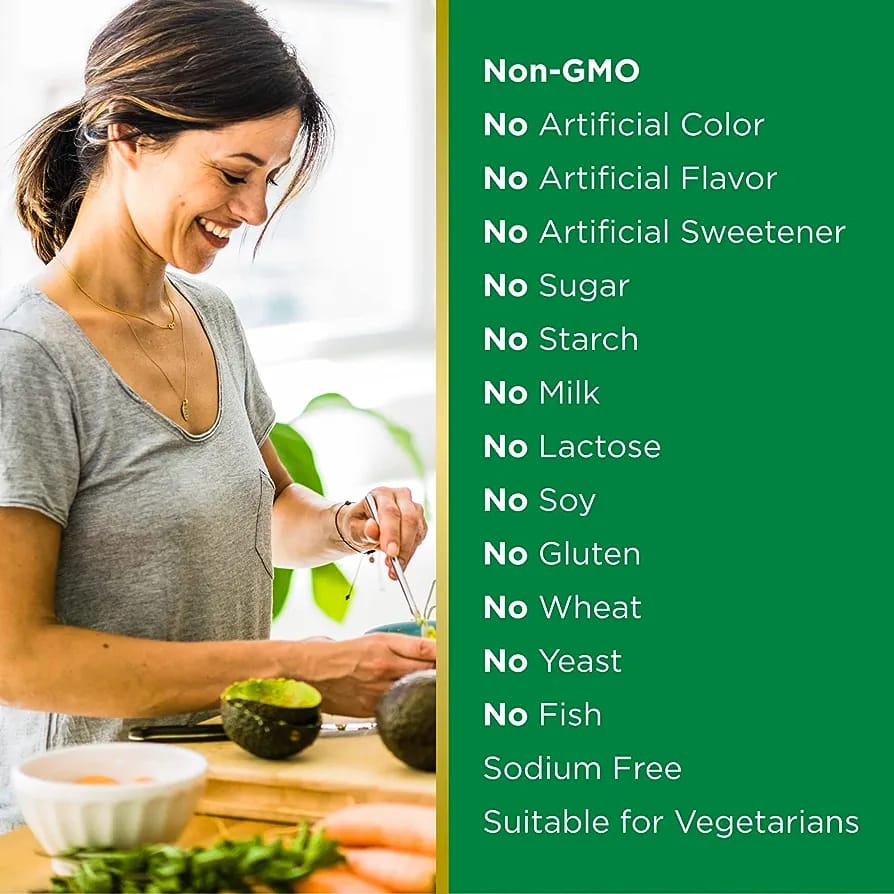 Non-GMO
No Artificial Color
No Artificial Flavor
No Artificial Sweetener
No Sugar
No Starch
No Milk
No Lactose
No Soy
No Gluten
No Wheat
No Yeast
No Fish
Sodium Free
Suitable for Vegetarians